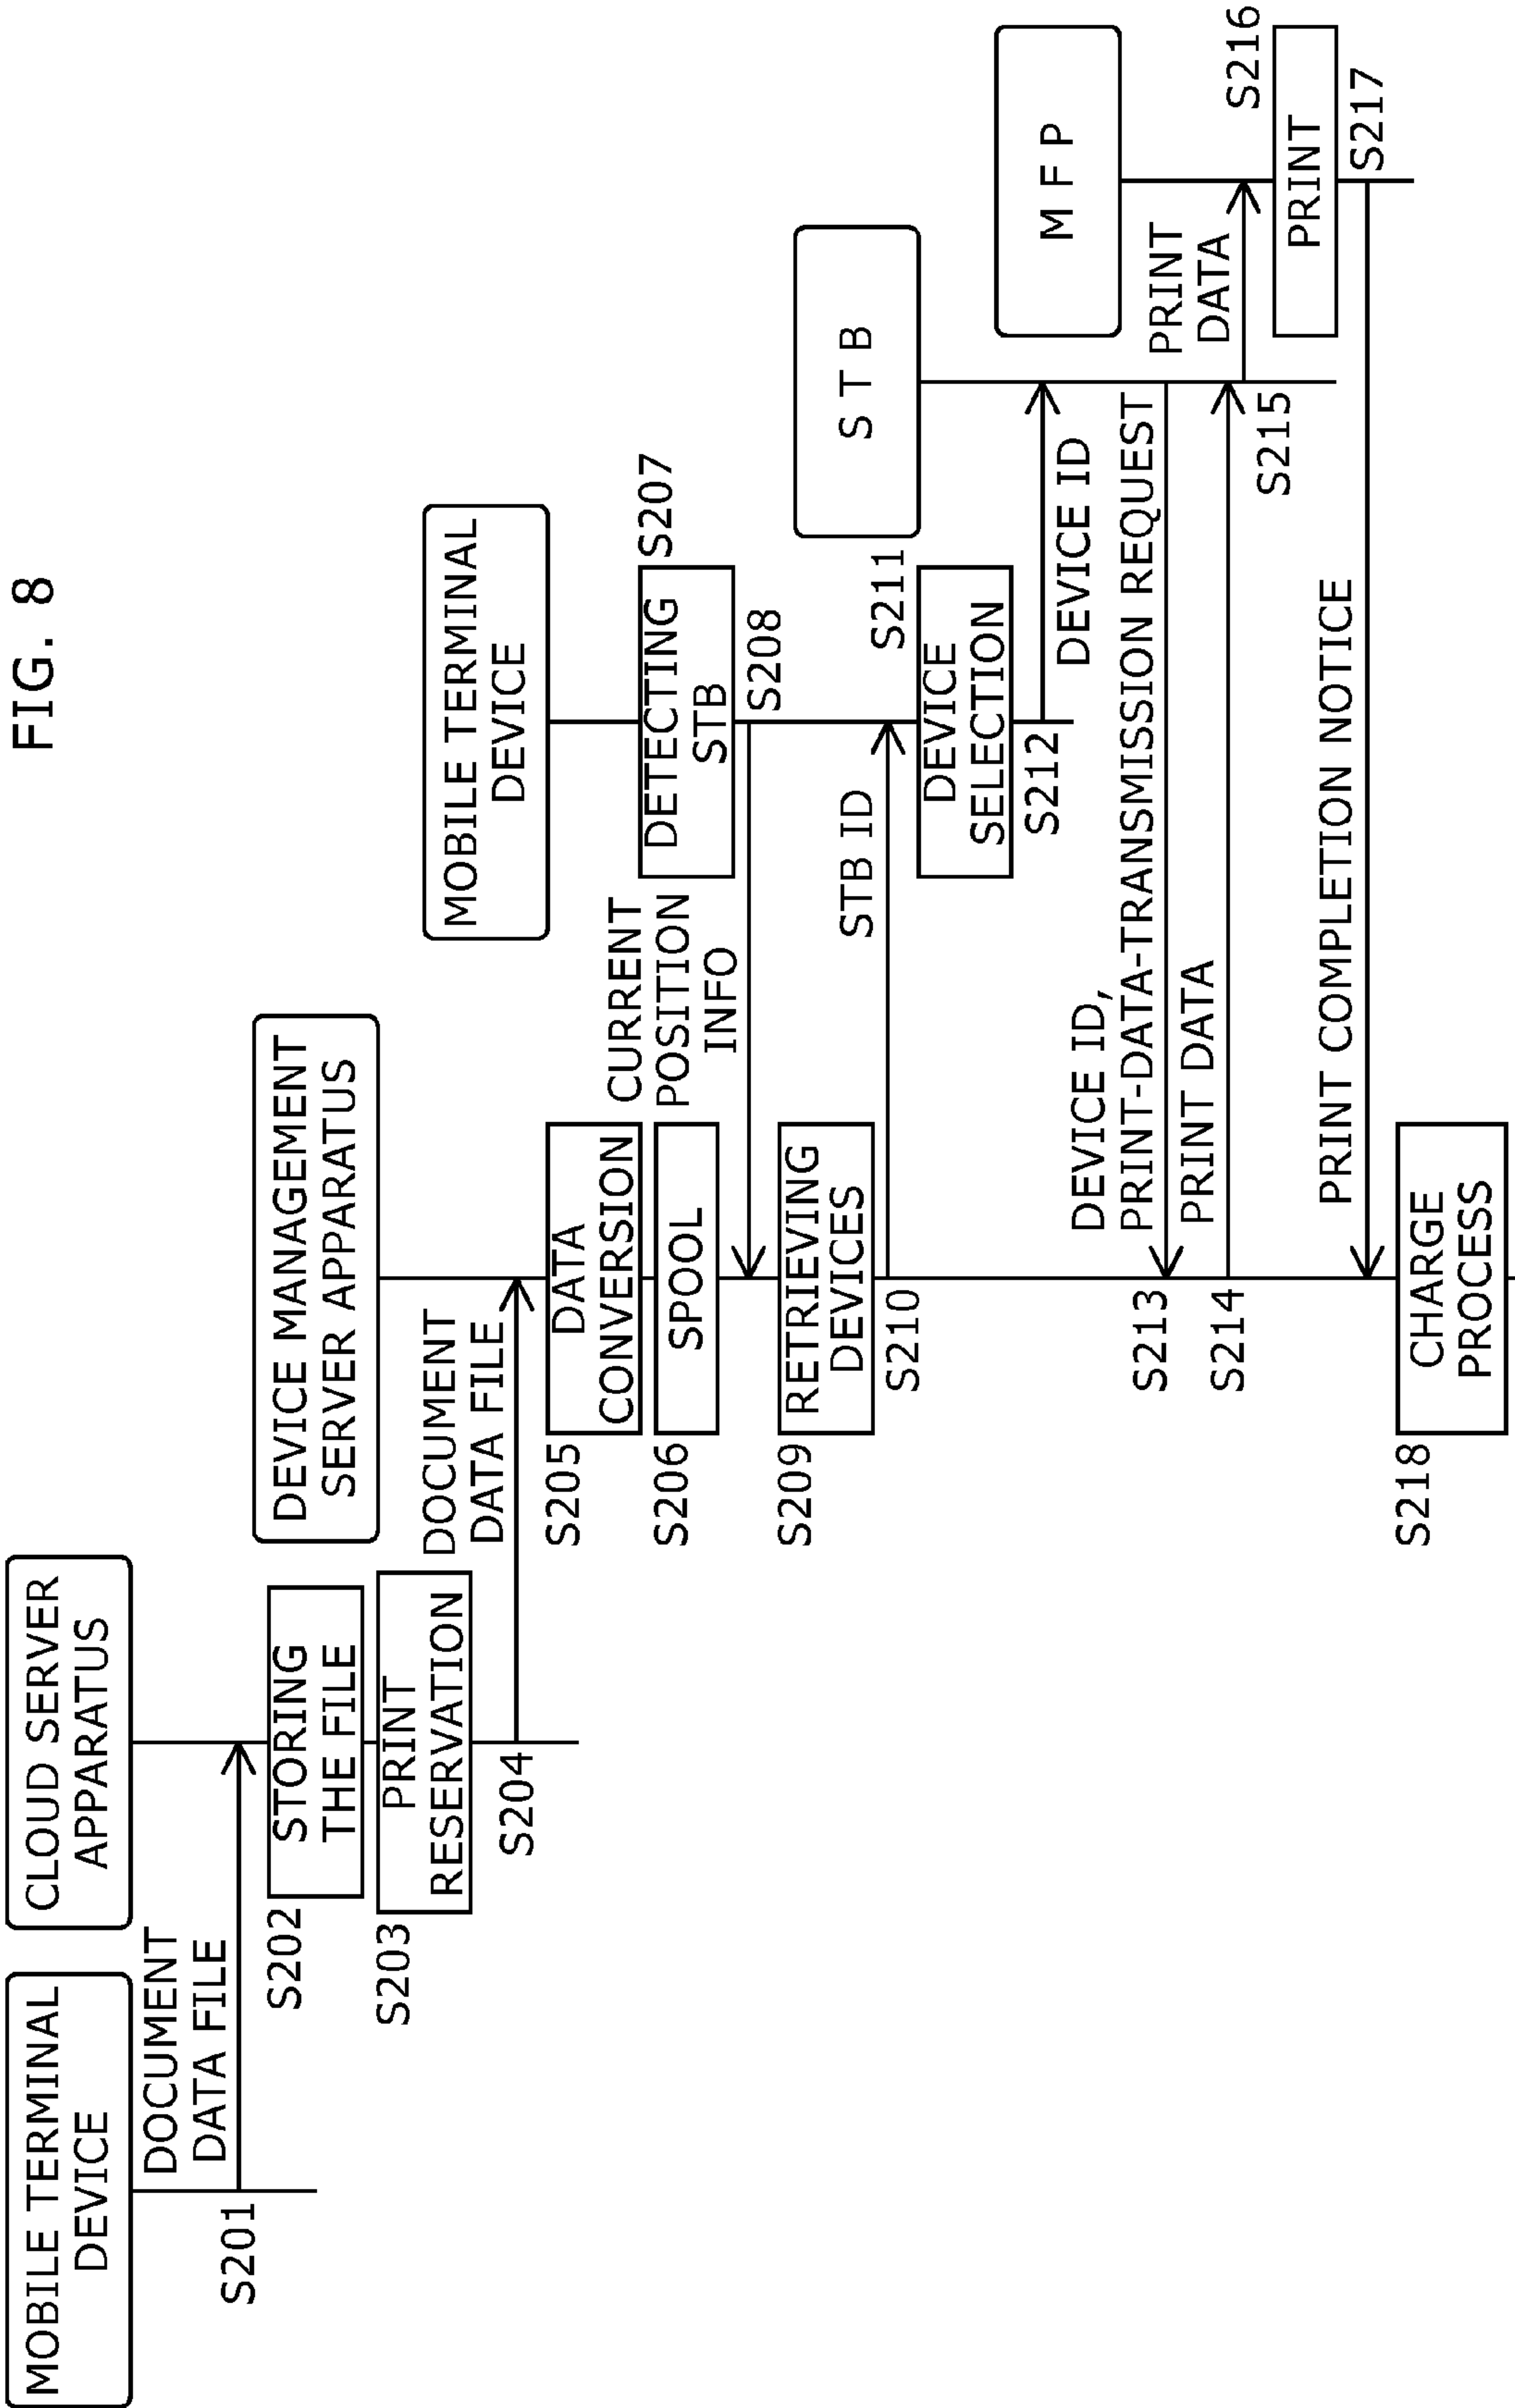 FIG. 8
MOBILE TERMINAL
DEVICE
CLOUD SERVER
APPARATUS
DOCUMENT
DATA FILE
S201
S202
STORING
THE FILE
S203
PRINT
RESERVATION
S204
DEVICE MANAGEMENT
SERVER APPARATUS
DOCUMENT
DATA FILE
S205
DATA
CONVERSION
S206
SPOOL
MOBILE TERMINAL
DEVICE
DETECTING
STB
S207
S208
CURRENT
POSITION
INFO
S209
RETRIEVING
DEVICES
S210
STB ID
S211
DEVICE
SELECTION
S212
S T B
DEVICE ID
DEVICE ID,
PRINT-DATA-TRANSMISSION REQUEST
S213
PRINT DATA
S214
M F P
PRINT
DATA
S215
S216
PRINT
S217
PRINT COMPLETION NOTICE
S218
CHARGE
PROCESS